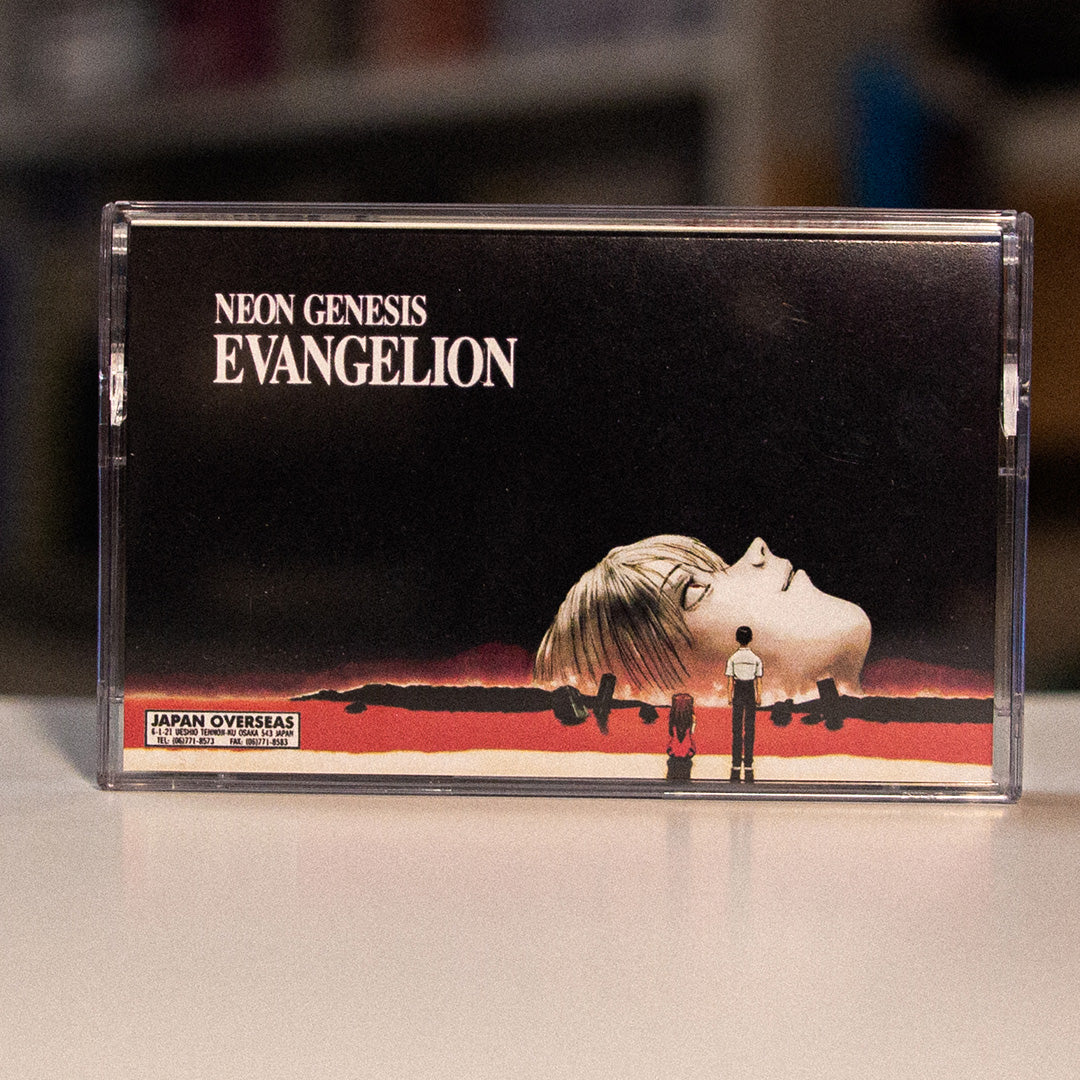 NEON GENESIS
EVANGELION
JAPAN OVERSEAS
6-1-21 UESHIO TENNOJI-KU OSAKA 543 JAPAN
TEL: (06)771-8573 FAX: (06)771-8583